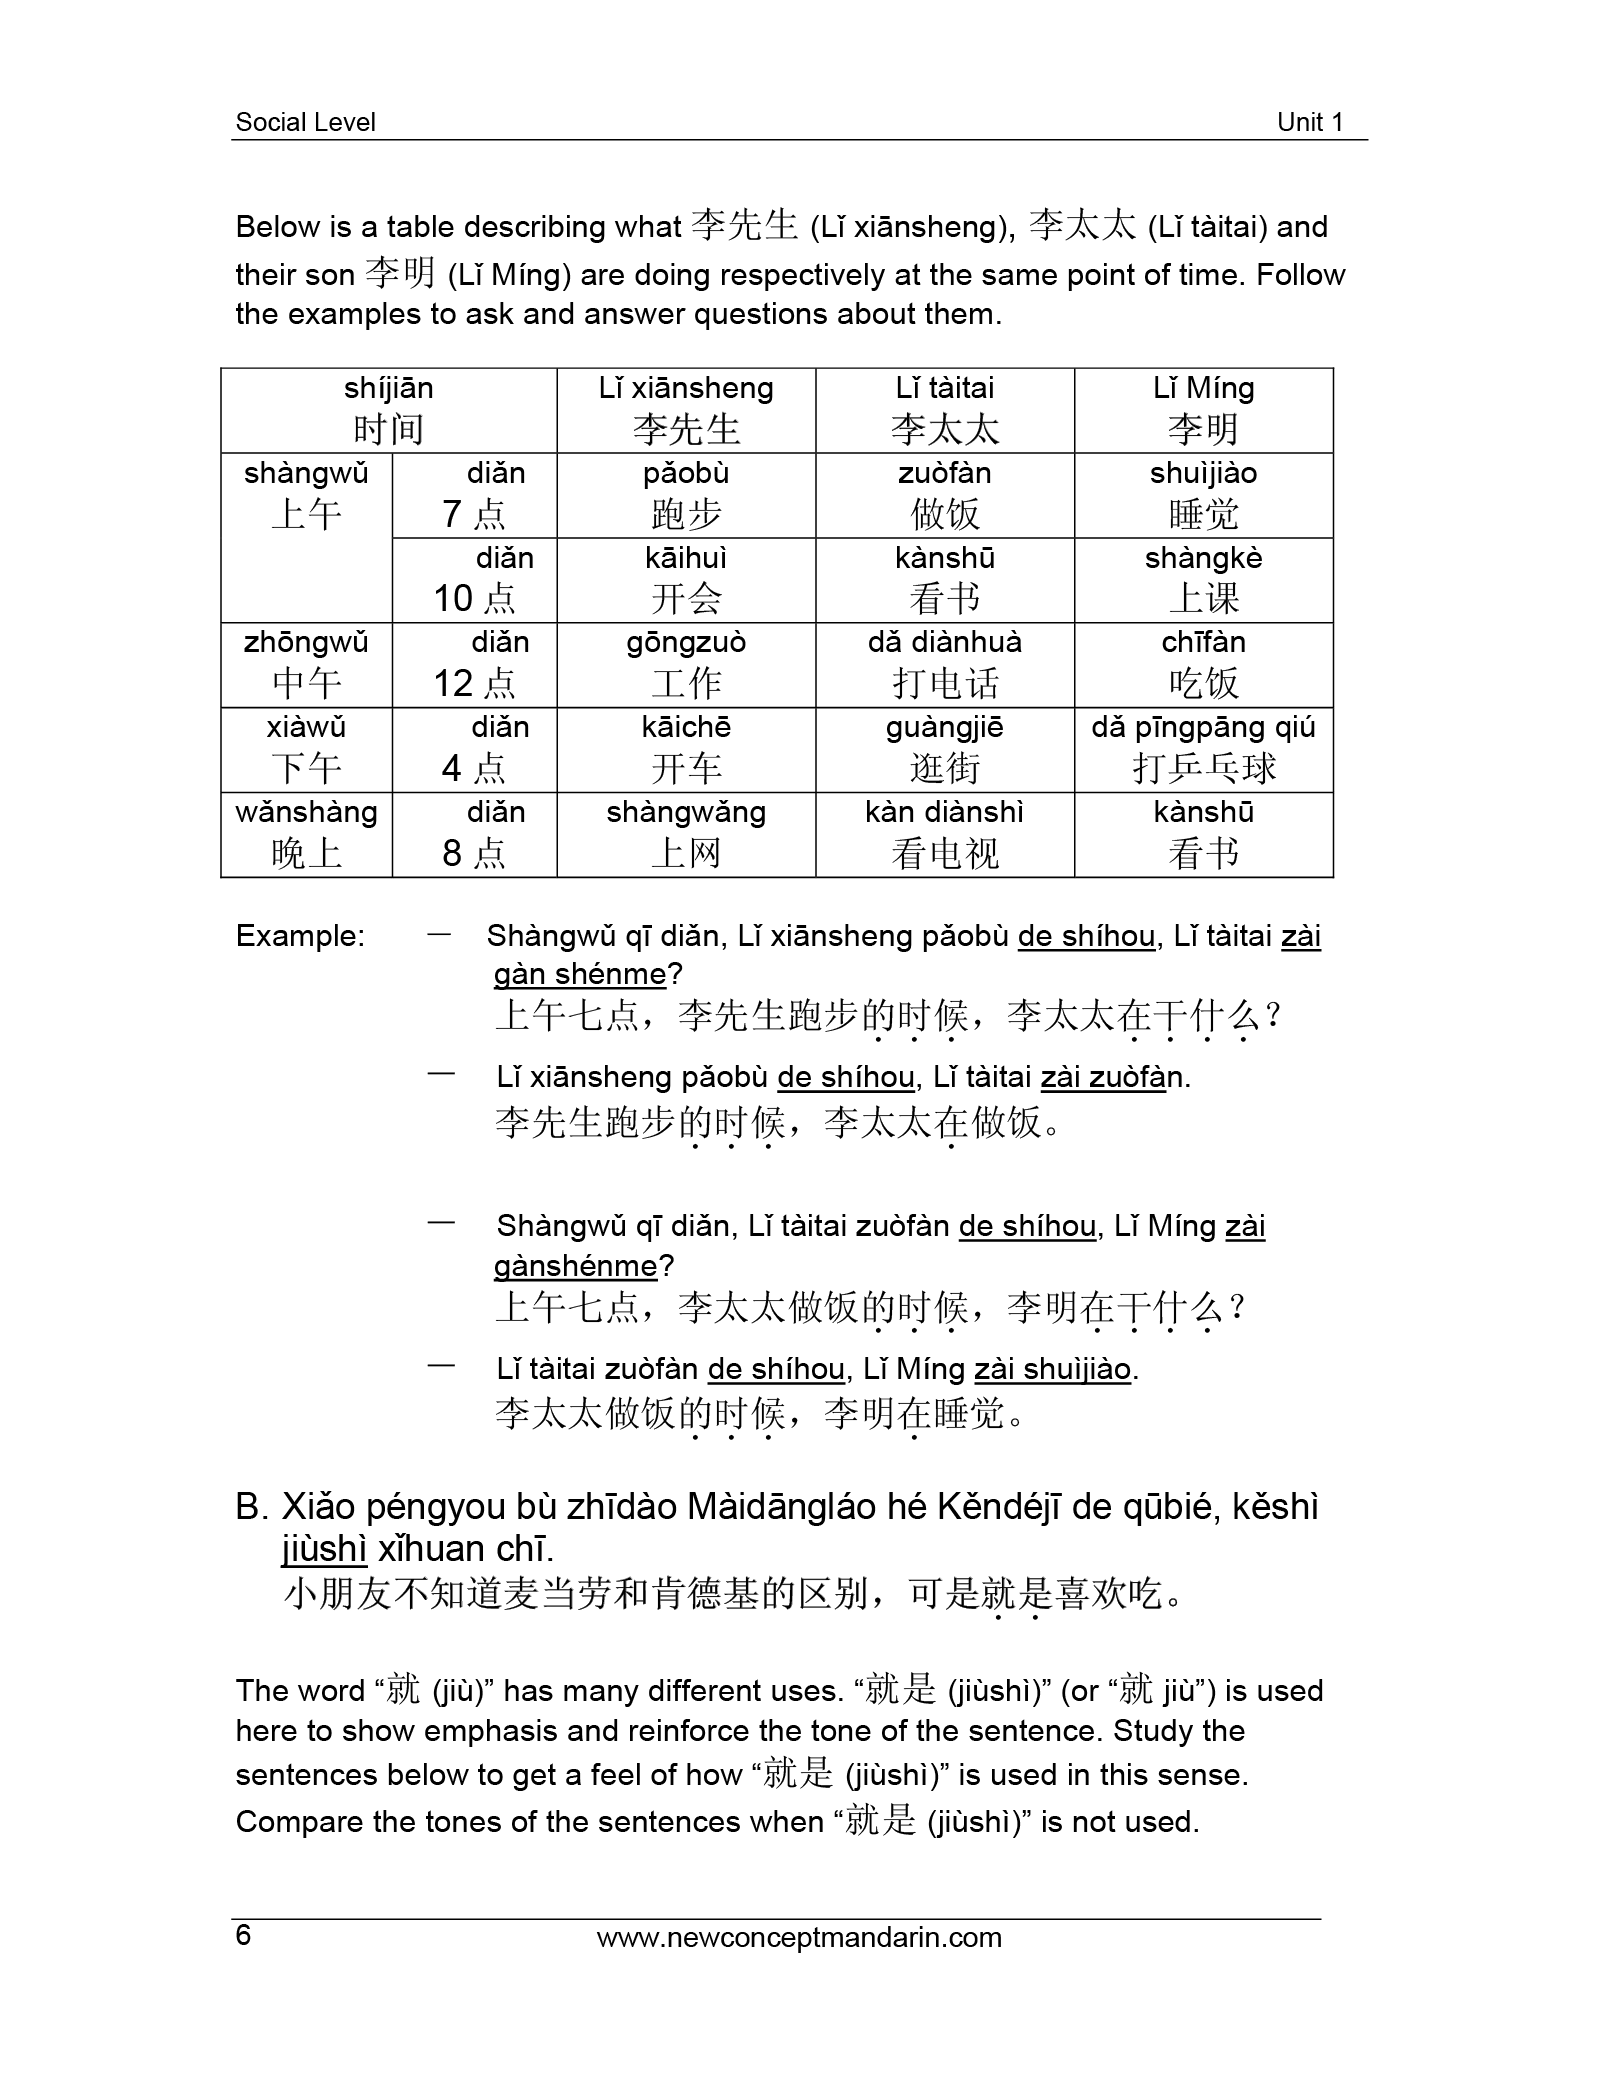 Social Level Unit 1
Below is a table describing what 李先生 (Lǐ xiānsheng), 李太太 (Lǐ tàitai) and
their son 李明 (Lǐ Míng) are doing respectively at the same point of time. Follow
the examples to ask and answer questions about them.
shíjiān Lǐ xiānsheng Lǐ tàitai Lǐ Míng
时间 李先生 李太太 李明
shàngwǔ diǎn pǎobù zuòfàn shuìjiào
上午 7 点 跑步 做饭 睡觉
diǎn kāihuì kànshū shàngkè
10 点 开会 看书 上课
zhōngwǔ diǎn gōngzuò dǎ diànhuà chīfàn
中午 12 点 工作 打电话 吃饭
xiàwǔ diǎn kāichē guàngjiē dǎ pīngpāng qiú
下午 4 点 开车 逛街 打乒乓球
wǎnshàng diǎn shàngwǎng kàn diànshì kànshū
晚上 8 点 上网 看电视 看书
Example: — Shàngwǔ qī diǎn, Lǐ xiānsheng pǎobù de shíhou, Lǐ tàitai zài
gàn shénme?
上午七点，李先生跑步的时候，李太太在干什么？
— Lǐ xiānsheng pǎobù de shíhou, Lǐ tàitai zài zuòfàn.
李先生跑步的时候，李太太在做饭。
— Shàngwǔ qī diǎn, Lǐ tàitai zuòfàn de shíhou, Lǐ Míng zài
gànshénme?
上午七点，李太太做饭的时候，李明在干什么？
— Lǐ tàitai zuòfàn de shíhou, Lǐ Míng zài shuìjiào.
李太太做饭的时候，李明在睡觉。
B. Xiǎo péngyou bù zhīdào Màidāngláo hé Kěndéjī de qūbié, kěshì
jiùshì xǐhuan chī.
小朋友不知道麦当劳和肯德基的区别，可是就是喜欢吃。
The word “就 (jiù)” has many different uses. “就是 (jiùshì)” (or “就 jiù”) is used
here to show emphasis and reinforce the tone of the sentence. Study the
sentences below to get a feel of how “就是 (jiùshì)” is used in this sense.
Compare the tones of the sentences when “就是 (jiùshì)” is not used.
6 www.newconceptmandarin.com